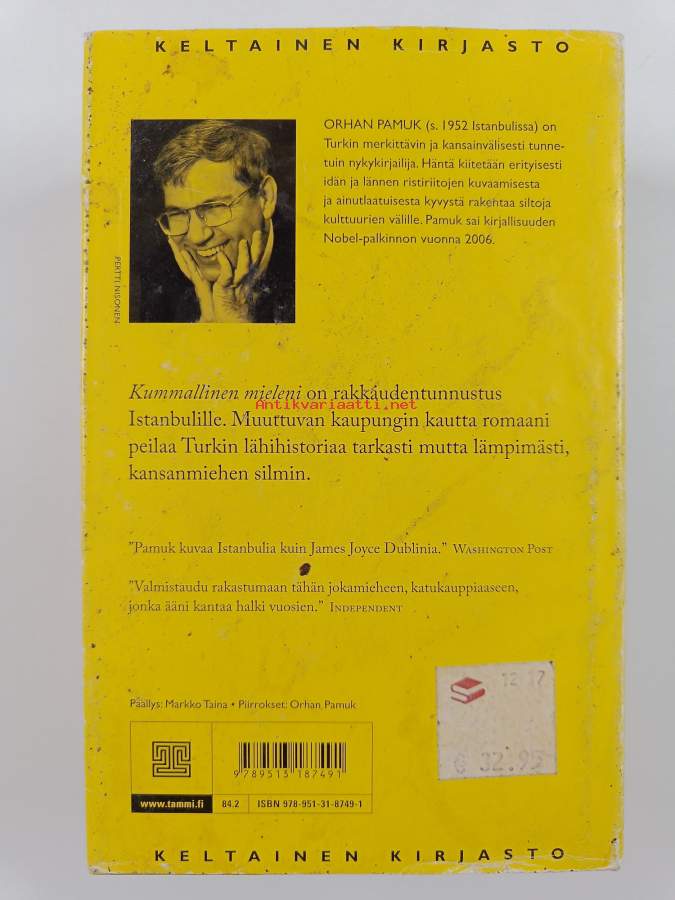 KELTAINEN KIRJASTO
ORHAN PAMUK (s. 1952 Istanbulissa) on
Turkin merkittävin ja kansainvälisesti tunne-
tuin nykykirjailija. Häntä kiitetään erityisesti
idän ja lännen ristiriitojen kuvaamisesta
ja ainutlaatuisesta kyvystä rakentaa siltoja
kulttuurien välille. Pamuk sai kirjallisuuden
Nobel-palkinnon vuonna 2006.
PERTTI NISONEN
Kummallinen mieleni on rakkaudentunnustus
Antikvariaatti.net
Istanbulille. Muuttuvan kaupungin kautta romaani
peilaa Turkin lähihistoriaa tarkasti mutta lämpimästi,
kansanmiehen silmin.
”Pamuk kuvaa Istanbulia kuin James Joyce Dublinia.” WASHINGTON POST
”Valmistaudu rakastumaan tähän jokamieheen, katukauppiaaseen,
jonka ääni kantaa halki vuosien.” INDEPENDENT
12 17
€ 32.95
Päällys: Markko Taina • Piirrokset: Orhan Pamuk
9789513187491
www.tammi.fi 84.2 ISBN 978-951-31-8749-1
KELTAINEN KIRJASTO